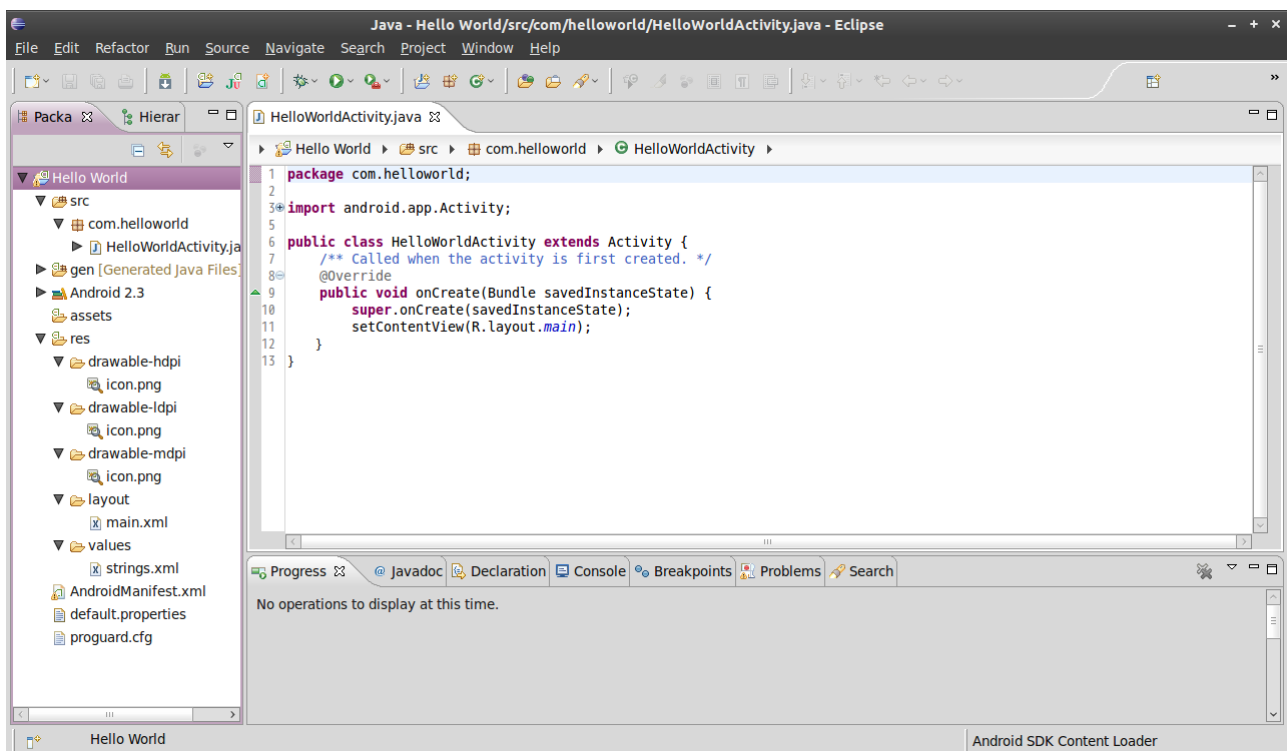 Java - Hello World/src/com/helloworld/HelloWorldActivity.java - Eclipse
File Edit Refactor Run Source Navigate Search Project Window Help
Packa Hierar
HelloWorldActivity.java
Hello World src com.helloworld HelloWorldActivity
Hello World
src
com.helloworld
HelloWorldActivity.ja
gen [Generated Java Files]
Android 2.3
assets
res
drawable-hdpi
icon.png
drawable-ldpi
icon.png
drawable-mdpi
icon.png
layout
main.xml
values
strings.xml
AndroidManifest.xml
default.properties
proguard.cfg
1 package com.helloworld;
2
3 import android.app.Activity;
5
6 public class HelloWorldActivity extends Activity {
7 /** Called when the activity is first created. */
8 @Override
9 public void onCreate(Bundle savedInstanceState) {
10 super.onCreate(savedInstanceState);
11 setContentView(R.layout.main);
12 }
13 }
Progress @ Javadoc Declaration Console Breakpoints Problems Search
No operations to display at this time.
Hello World
Android SDK Content Loader